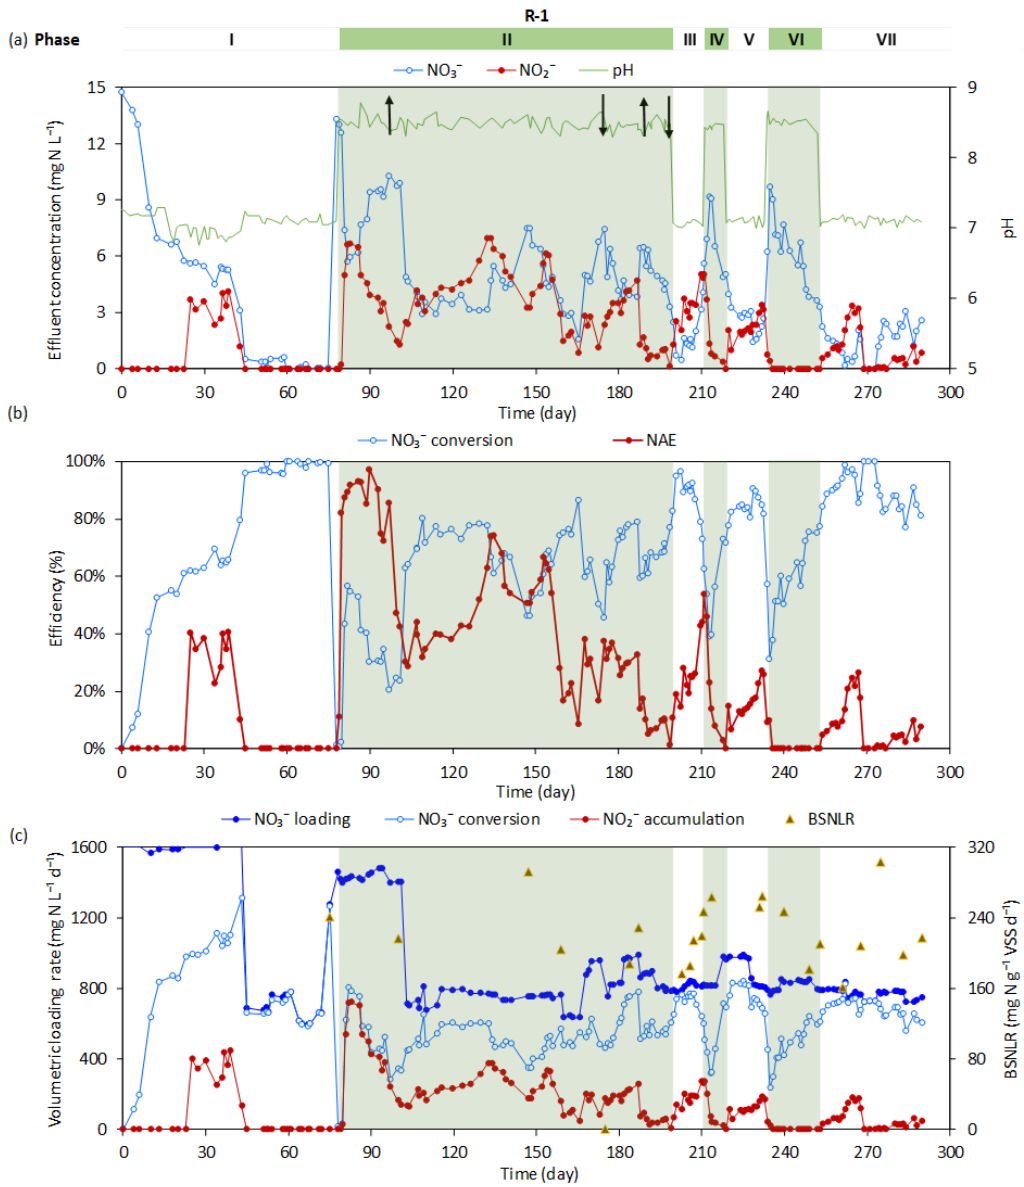 R-1
(a) Phase I II III IV V VI VII
NO₃⁻ NO₂⁻ pH
Effluent concentration (mg N L⁻¹)
15
12
9
6
3
0
9
8
7
6
5
pH
0 30 60 90 120 150 180 210 240 270 300
Time (day)
(b)
NO₃⁻ conversion NAE
Efficiency (%)
100%
80%
60%
40%
20%
0%
0 30 60 90 120 150 180 210 240 270 300
Time (day)
(c)
NO₃⁻ loading NO₃⁻ conversion NO₂⁻ accumulation BSNLR
Volumetric loading rate (mg N L⁻¹ d⁻¹)
1600
1200
800
400
0
320
240
160
80
0
BSNLR (mg N g⁻¹ VSS d⁻¹)
0 30 60 90 120 150 180 210 240 270 300
Time (day)